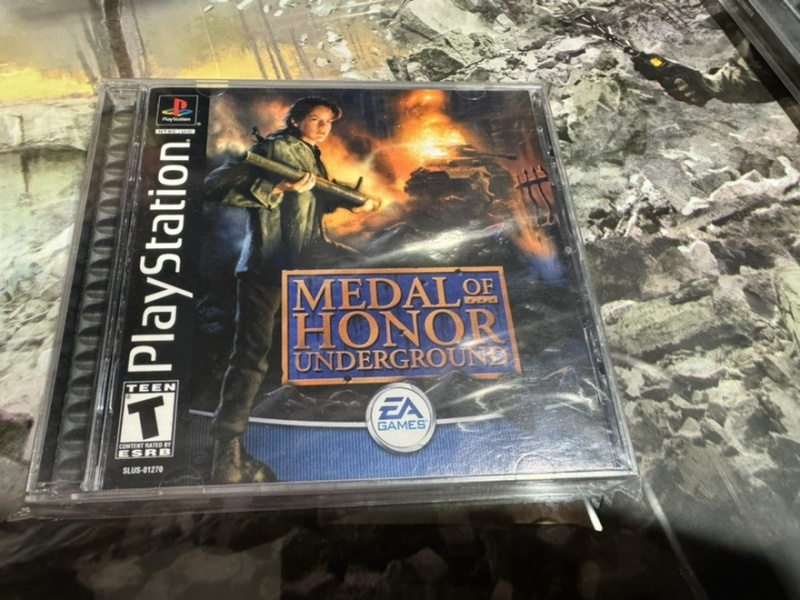 PlayStation
NTSC U/C
PlayStation
MEDAL OF
HONOR
UNDERGROUND
EA
GAMES
TEEN
T
CONTENT RATED BY
ESRB
SLUS-01270